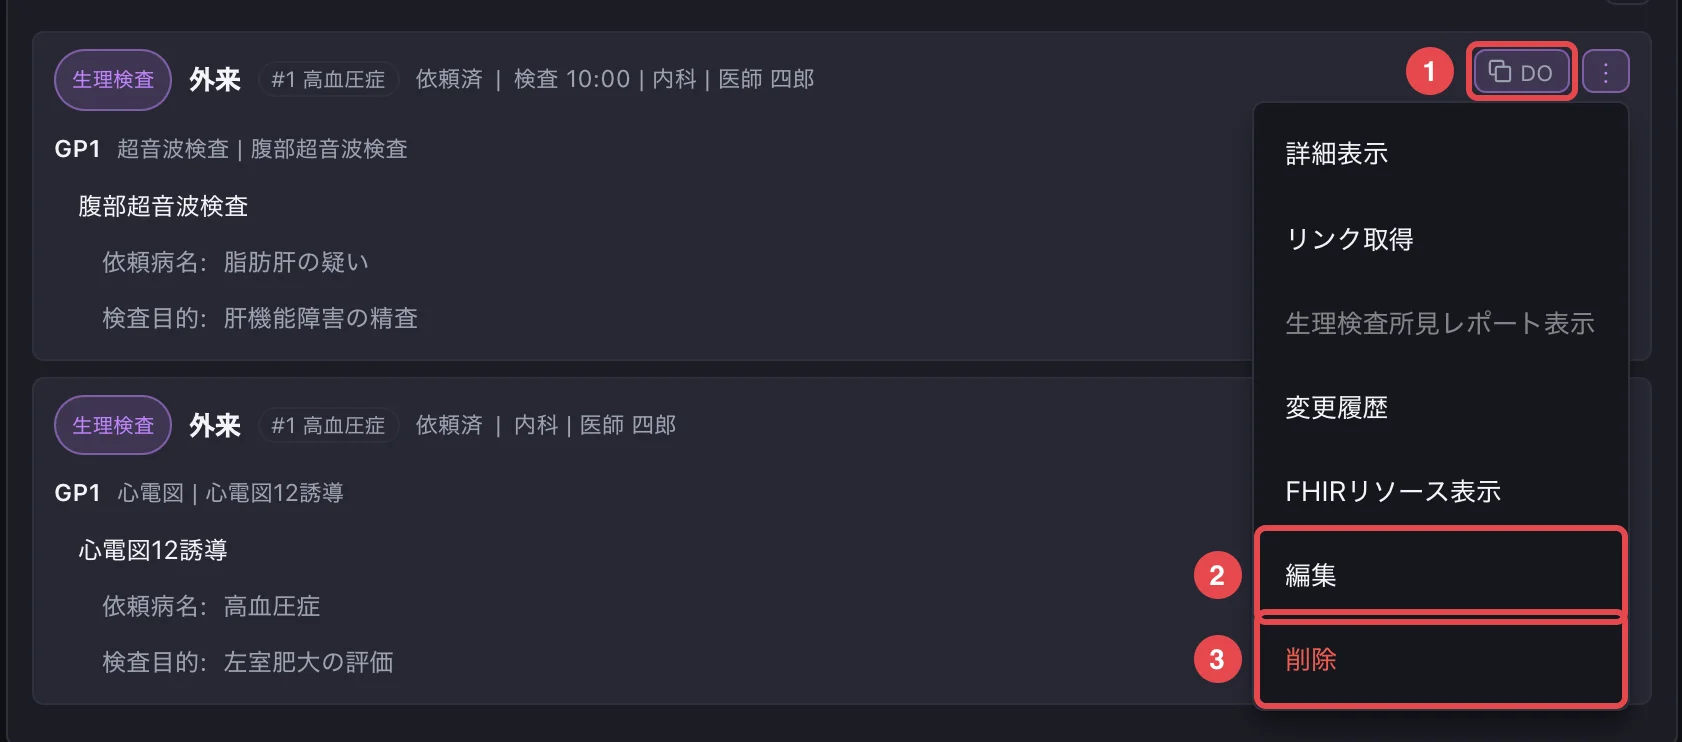 生理検査 外来 #1 高血圧症 依頼済 | 検査 10:00 | 内科 | 医師 四郎 1 DO
GP1 超音波検査 | 腹部超音波検査
腹部超音波検査
依頼病名: 脂肪肝の疑い
検査目的: 肝機能障害の精査
詳細表示
リンク取得
生理検査所見レポート表示
変更履歴
FHIRリソース表示
2 編集
3 削除
生理検査 外来 #1 高血圧症 依頼済 | 内科 | 医師 四郎
GP1 心電図 | 心電図12誘導
心電図12誘導
依頼病名: 高血圧症
検査目的: 左室肥大の評価